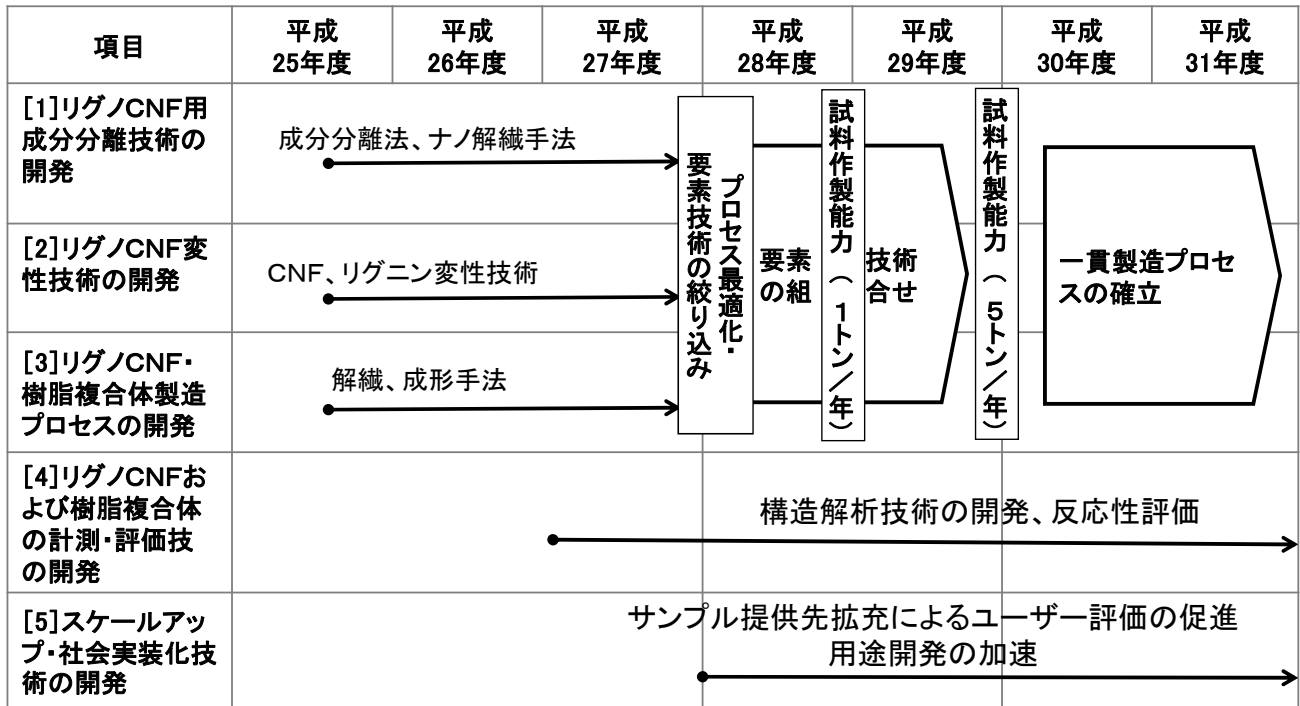 項目
平成
25年度
平成
26年度
平成
27年度
平成
28年度
平成
29年度
平成
30年度
平成
31年度
[1]リグノCNF用
成分分離技術の
開発
成分分離法、ナノ解繊手法
[2]リグノCNF変
性技術の開発
CNF、リグニン変性技術
[3]リグノCNF・
樹脂複合体製造
プロセスの開発
解繊、成形手法
プロセス最適化・
要素技術の絞り込み
要素
の組
試料作製能力(1トン/年)
技術
合せ
試料作製能力(5トン/年)
一貫製造プロセ
スの確立
[4]リグノCNFお
よび樹脂複合体
の計測・評価技
の開発
構造解析技術の開発、反応性評価
[5]スケールアッ
プ・社会実装化技
術の開発
サンプル提供先拡充によるユーザー評価の促進
用途開発の加速